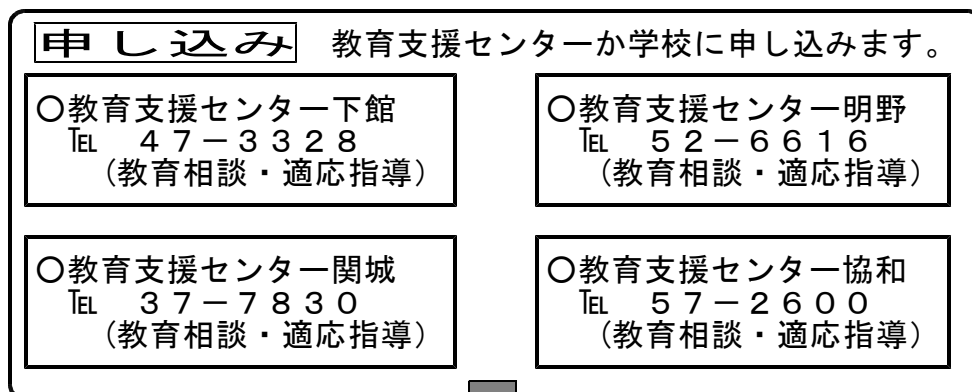 申し込み 教育支援センターか学校に申し込みます。
○教育支援センター下館
℡ 47-3328
(教育相談・適応指導)
○教育支援センター明野
℡ 52-6616
(教育相談・適応指導)
○教育支援センター関城
℡ 37-7830
(教育相談・適応指導)
○教育支援センター協和
℡ 57-2600
(教育相談・適応指導)